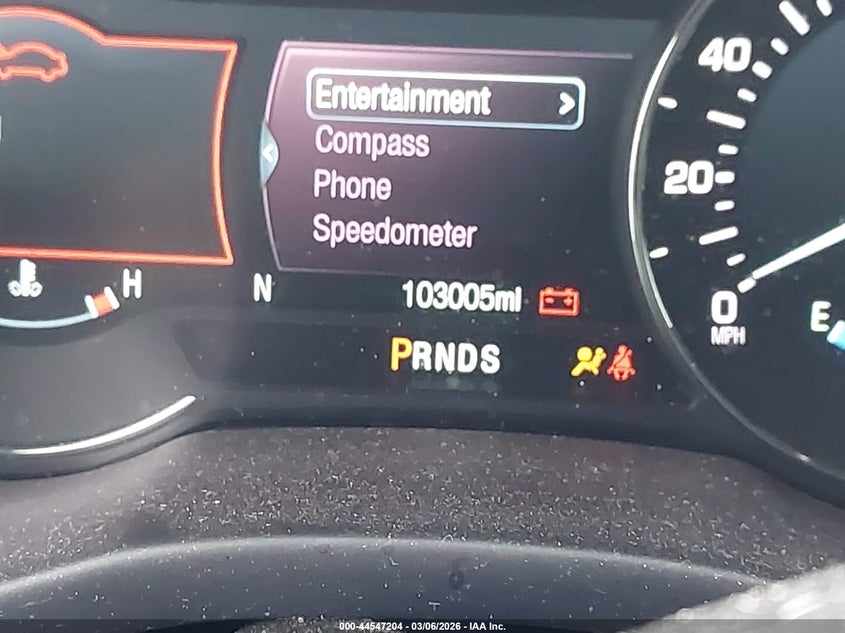 Entertainment >
Compass
Phone
Speedometer
H
N
103005mi
PRNDS
40
20
0
MPH
E
000-44547204 - 03/06/2026 - IAA Inc.